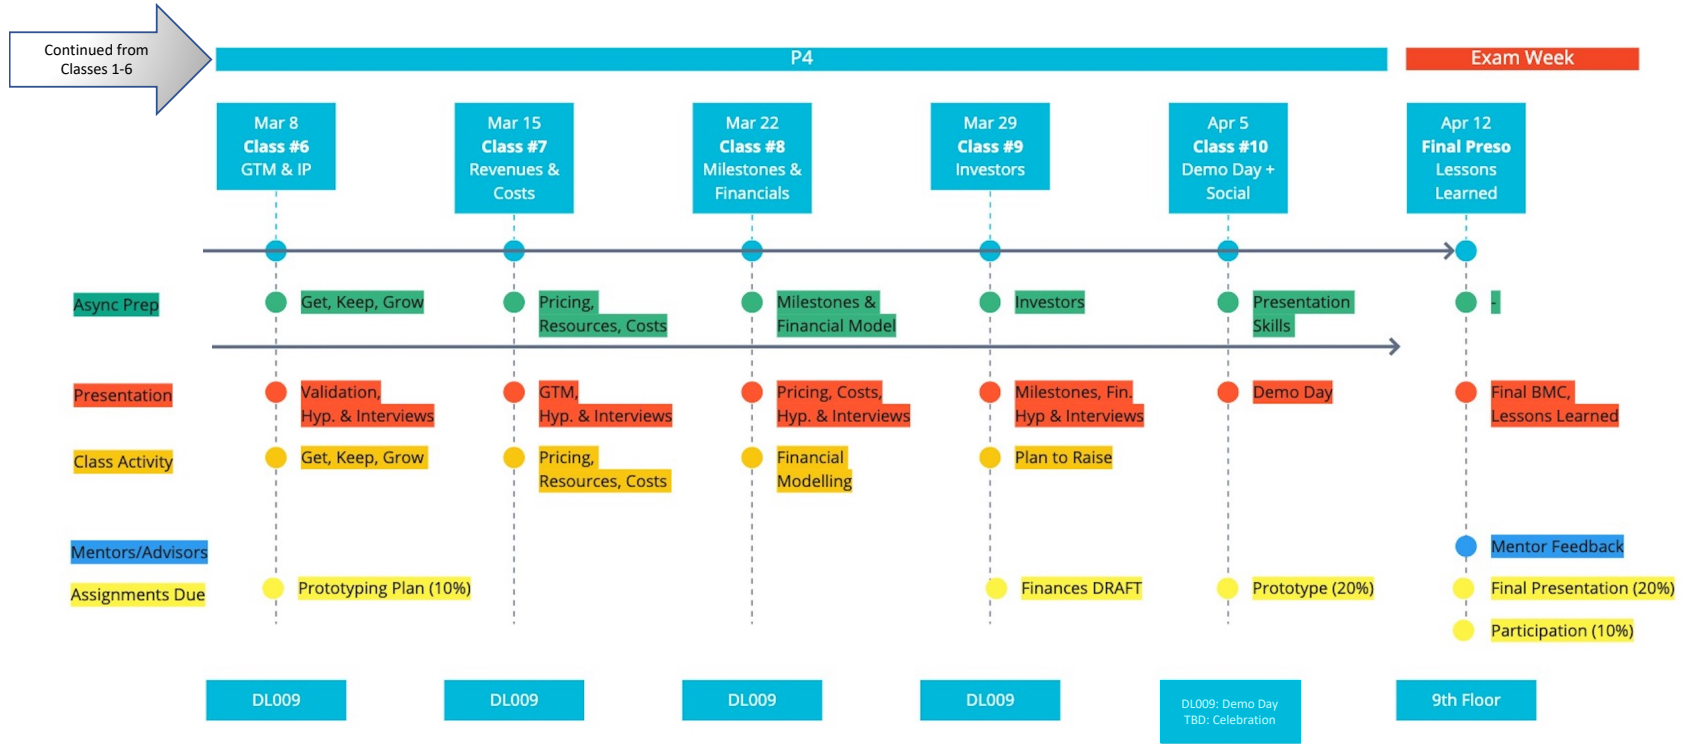 Continued from
Classes 1-6
P4
Exam Week
Mar 8
Class #6
GTM & IP
Mar 15
Class #7
Revenues &
Costs
Mar 22
Class #8
Milestones &
Financials
Mar 29
Class #9
Investors
Apr 5
Class #10
Demo Day +
Social
Apr 12
Final Preso
Lessons
Learned
Async Prep
Get, Keep, Grow
Pricing,
Resources, Costs
Milestones &
Financial Model
Investors
Presentation
Skills
-
Presentation
Validation,
Hyp. & Interviews
GTM,
Hyp. & Interviews
Pricing, Costs,
Hyp. & Interviews
Milestones, Fin.
Hyp & Interviews
Demo Day
Final BMC,
Lessons Learned
Class Activity
Get, Keep, Grow
Pricing,
Resources, Costs
Financial
Modelling
Plan to Raise
Mentors/Advisors
Mentor Feedback
Assignments Due
Prototyping Plan (10%)
Finances DRAFT
Prototype (20%)
Final Presentation (20%)
Participation (10%)
DL009
DL009
DL009
DL009
DL009: Demo Day
TBD: Celebration
9th Floor